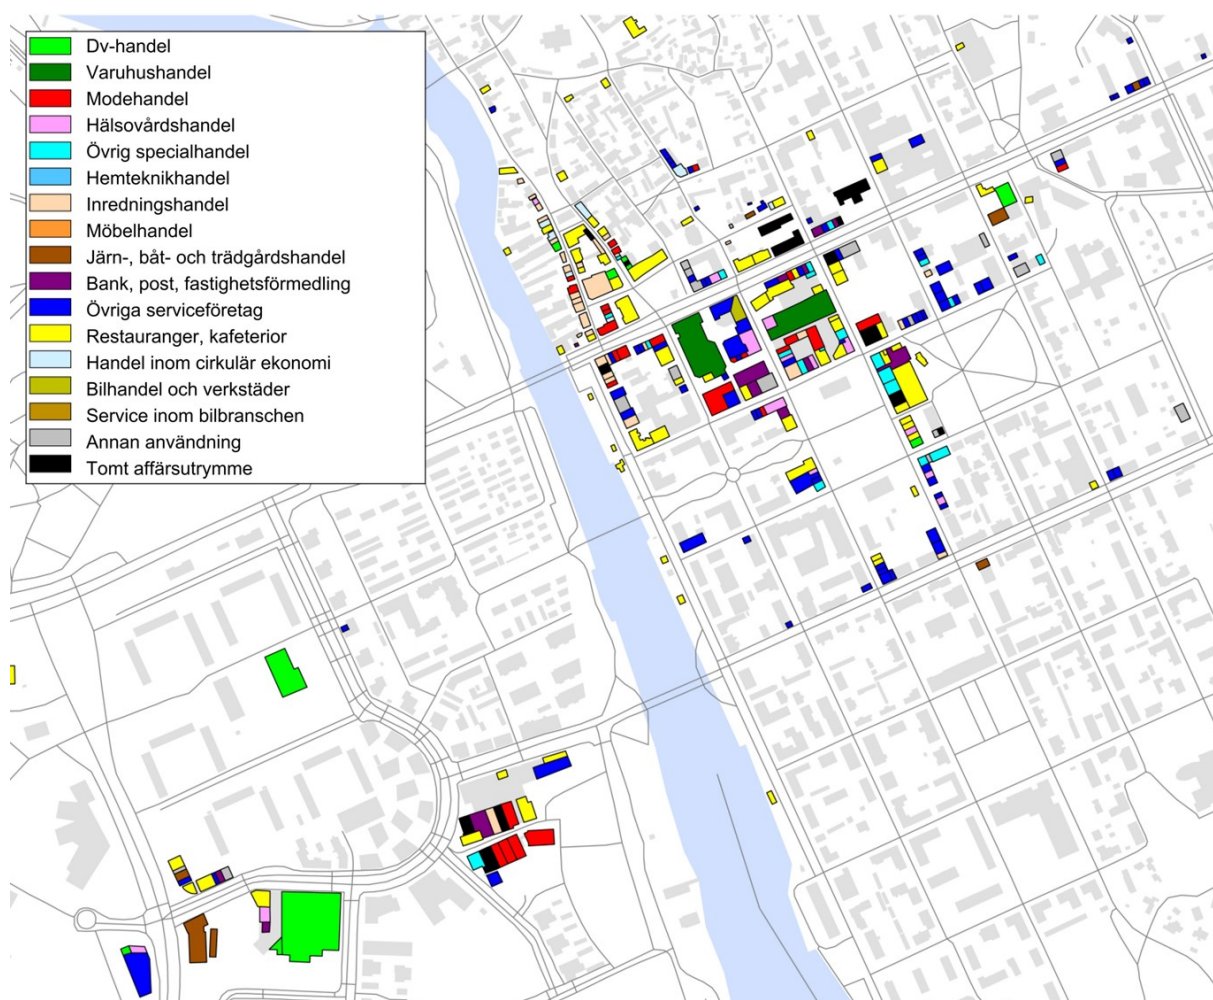 Dv-handel
Varuhushandel
Modehandel
Hälsovårdshandel
Övrig specialhandel
Hemteknikhandel
Inredningshandel
Möbelhandel
Järn-, båt- och trädgårdshandel
Bank, post, fastighetsförmedling
Övriga serviceföretag
Restauranger, kafeterior
Handel inom cirkulär ekonomi
Bilhandel och verkstäder
Service inom bilbranschen
Annan användning
Tomt affärsutrymme